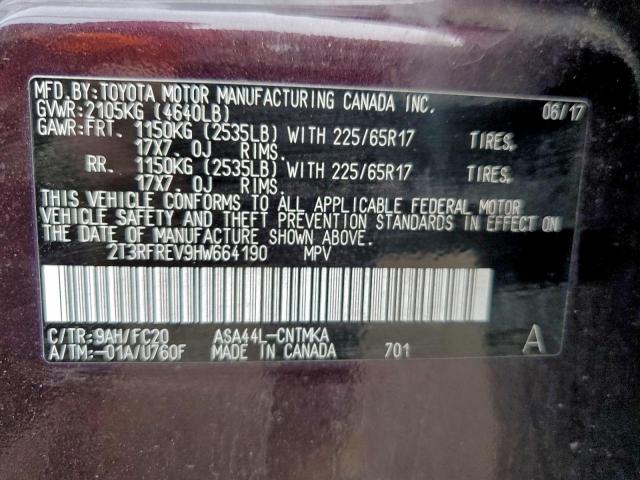 MFD.BY:TOYOTA MOTOR MANUFACTURING CANADA INC. 06/17
GVWR:2105KG (4640LB)
GAWR:FRT. 1150KG (2535LB) WITH 225/65R17 TIRES,
17X7.0J RIMS.
RR. 1150KG (2535LB) WITH 225/65R17 TIRES,
17X7.0J RIMS.
THIS VEHICLE CONFORMS TO ALL APPLICABLE FEDERAL MOTOR
VEHICLE SAFETY AND THEFT PREVENTION STANDARDS IN EFFECT ON
THE DATE OF MANUFACTURE SHOWN ABOVE.
2T3RFREV9HW664190 MPV
C/TR:9AH/FC20 ASA44L-CNTMKA
A/TM:-01A/U760F MADE IN CANADA 701 A